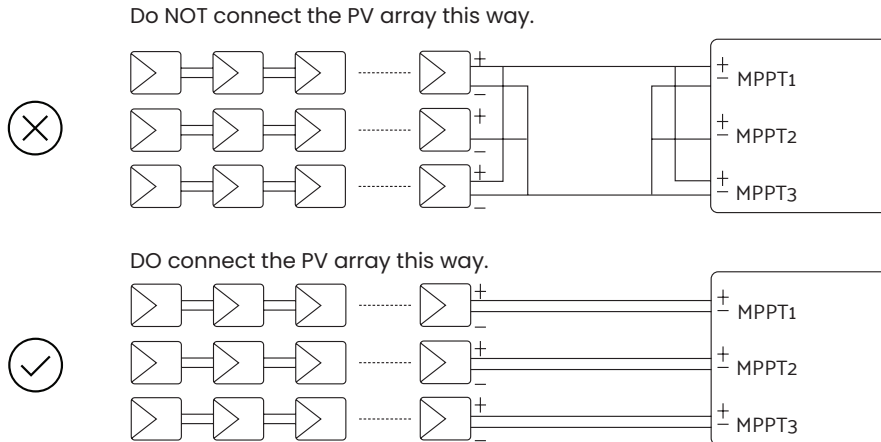 Do NOT connect the PV array this way.
+
−
+ − MPPT1
+
−
+ − MPPT2
+
−
+ − MPPT3
DO connect the PV array this way.
+
−
+ − MPPT1
+
−
+ − MPPT2
+
−
+ − MPPT3